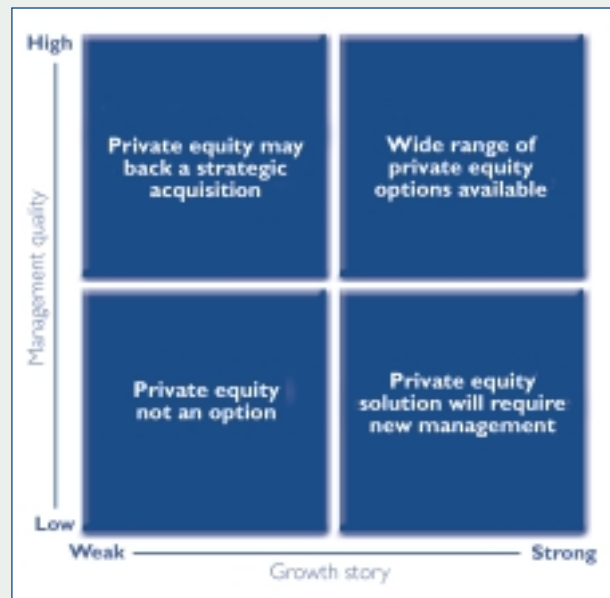 High
Private equity may
back a strategic
acquisition
Wide range of
private equity
options available
Management quality
Private equity
not an option
Private equity
solution will require
new management
Low
Weak
Strong
Growth story